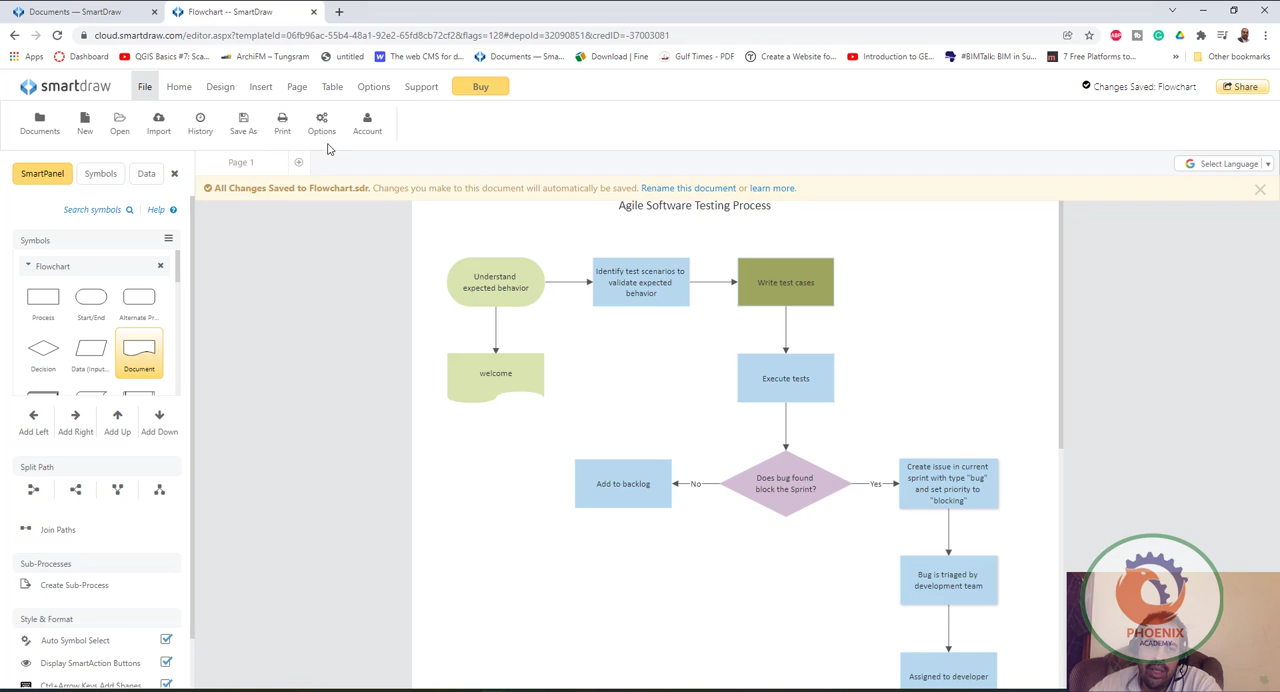 Documents — SmartDraw
Flowchart -- SmartDraw
cloud.smartdraw.com/editor.aspx?templateId=06fb96ac-55b4-48a1-92e2-65fd8cb72cf2&flags=128#depoId=32090851&credID=-37003081
Apps
Getting Started
QGIS Basics #7: Sca...
ArchiFM – Tungsram
untitled
The web CMS for d...
Documents — Sma...
Download | Fine
Gulf Times - PDF
Create a Website fo...
Introduction to GE...
#BIMTalk: BIM in Su...
7 Free Platforms to...
»
Other bookmarks
smartdraw
File
Home
Design
Insert
Page
Table
Options
Support
Buy
Changes Saved: Flowchart
Share
Documents
New
Open
Import
History
Save As
Print
Options
Account
SmartPanel
Symbols
Data
Page 1
Select Language
All Changes Saved to Flowchart.sdr. Changes you make to this document will automatically be saved. Rename this document or learn more.
Search symbols
Help
Symbols
Flowchart
Process
Start/End
Alternate Pr...
Decision
Data (Input...
Document
Add Left
Add Right
Add Up
Add Down
Split Path
Join Paths
Sub-Processes
Create Sub-Process
Style & Format
Auto Symbol Select
Display SmartAction Buttons
Ctrl+Arrow Keys Add Shapes
Agile Software Testing Process
Understand
expected behavior
Identify test scenarios to
validate expected
behavior
Write test cases
welcome
Execute tests
Add to backlog
No
Does bug found
block the Sprint?
Yes
Create issue in current
sprint with type "bug"
and set priority to
"blocking"
Bug is triaged by
development team
Assigned to developer
PHOENIX
ACADEMY